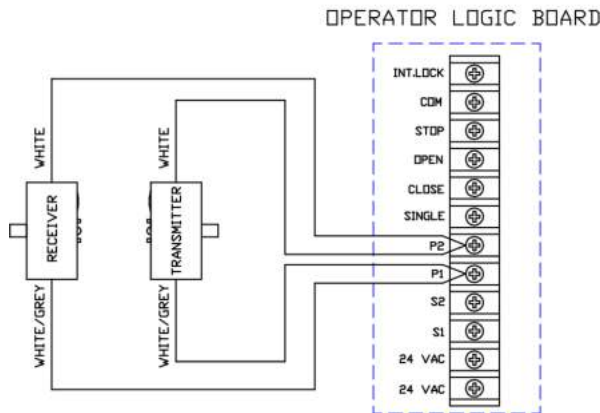 OPERATOR LOGIC BOARD
INT.LOCK
COM
STOP
OPEN
CLOSE
SINGLE
P2
P1
S2
S1
24 VAC
24 VAC
WHITE
WHITE
RECEIVER
TRANSMITTER
WHITE/GREY
WHITE/GREY